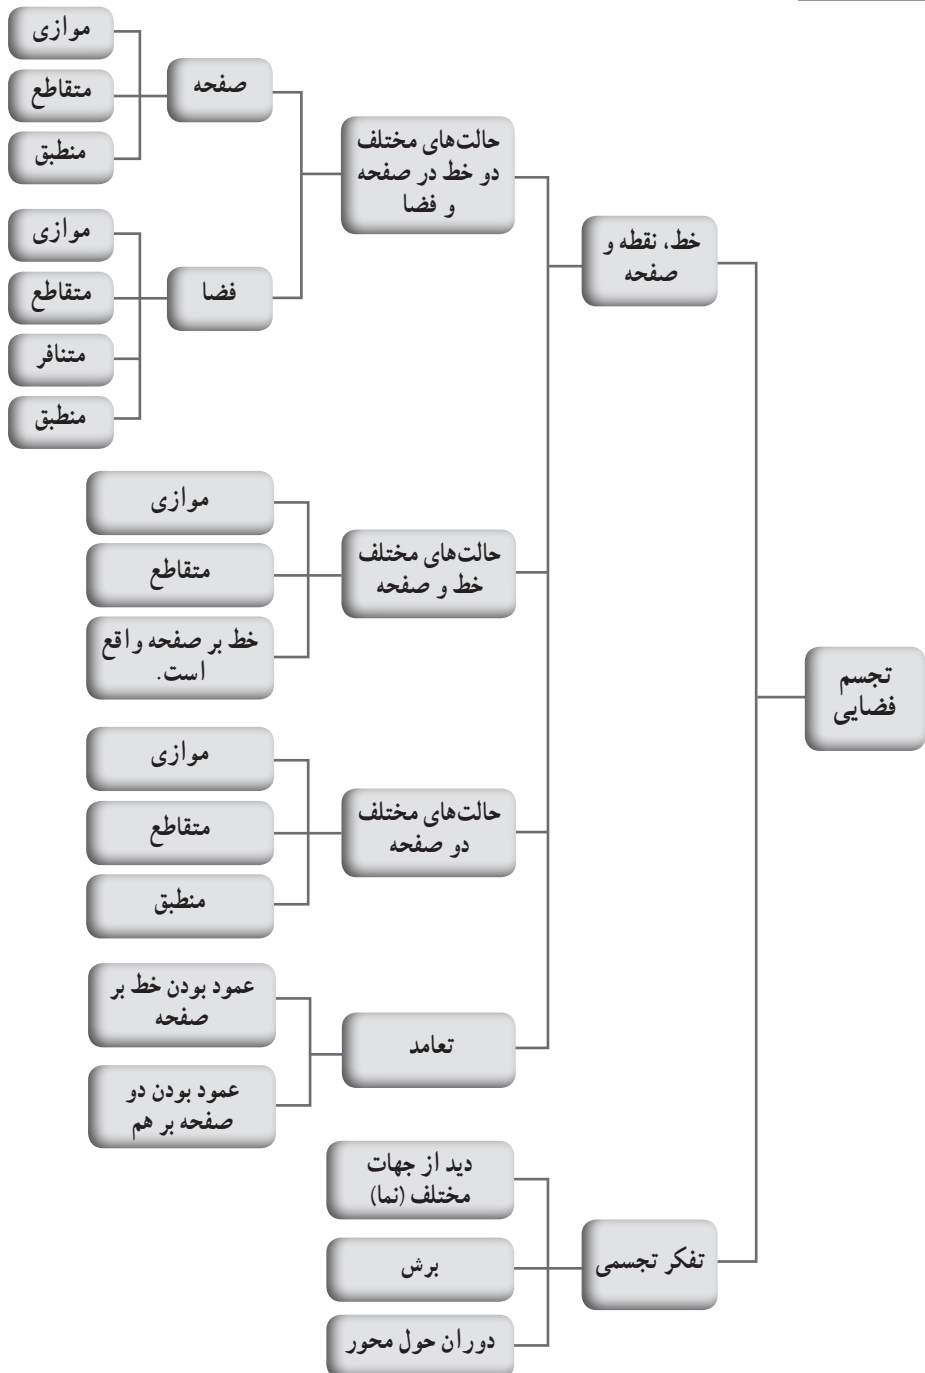 تجسم
فضایی
خط، نقطه و
صفحه
حالت‌های مختلف
دو خط در صفحه
و فضا
صفحه
موازی
متقاطع
منطبق
فضا
موازی
متقاطع
متنافر
منطبق
حالت‌های مختلف
خط و صفحه
موازی
متقاطع
خط بر صفحه واقع
است.
حالت‌های مختلف
دو صفحه
موازی
متقاطع
منطبق
تعامد
عمود بودن خط بر
صفحه
عمود بودن دو
صفحه بر هم
تفکر تجسمی
دید از جهات
مختلف (نما)
برش
دوران حول محور